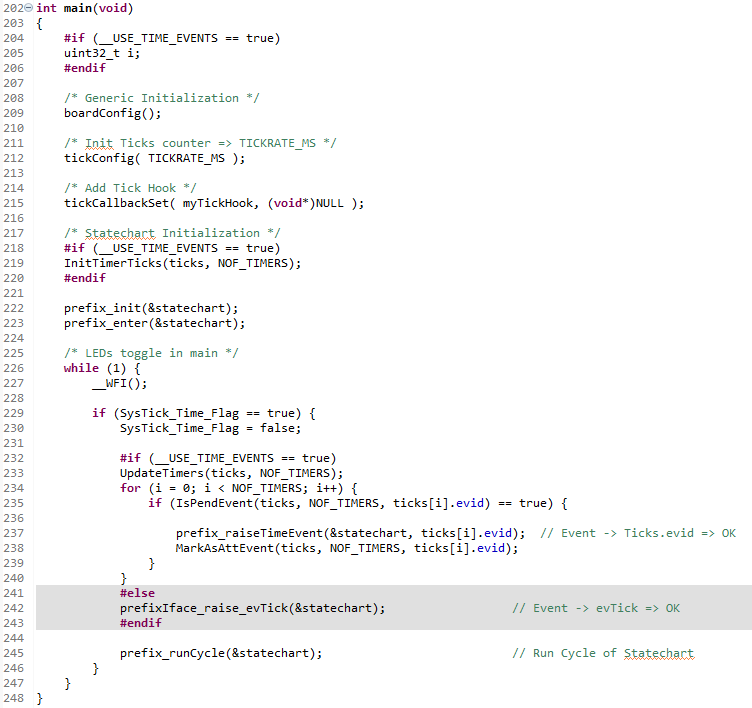 202 int main(void)
203 {
204     #if (__USE_TIME_EVENTS == true)
205     uint32_t i;
206     #endif
207
208     /* Generic Initialization */
209     boardConfig();
210
211     /* Init Ticks counter => TICKRATE_MS */
212     tickConfig( TICKRATE_MS );
213
214     /* Add Tick Hook */
215     tickCallbackSet( myTickHook, (void*)NULL );
216
217     /* Statechart Initialization */
218     #if (__USE_TIME_EVENTS == true)
219     InitTimerTicks(ticks, NOF_TIMERS);
220     #endif
221
222     prefix_init(&statechart);
223     prefix_enter(&statechart);
224
225     /* LEDs toggle in main */
226     while (1) {
227         __WFI();
228
229         if (SysTick_Time_Flag == true) {
230             SysTick_Time_Flag = false;
231
232             #if (__USE_TIME_EVENTS == true)
233             UpdateTimers(ticks, NOF_TIMERS);
234             for (i = 0; i < NOF_TIMERS; i++) {
235                 if (IsPendEvent(ticks, NOF_TIMERS, ticks[i].evid) == true) {
236
237                     prefix_raiseTimeEvent(&statechart, ticks[i].evid);  // Event -> Ticks.evid => OK
238                     MarkAsAttEvent(ticks, NOF_TIMERS, ticks[i].evid);
239                 }
240             }
241             #else
242             prefixIface_raise_evTick(&statechart);                  // Event -> evTick => OK
243             #endif
244
245             prefix_runCycle(&statechart);                           // Run Cycle of Statechart
246         }
247     }
248 }